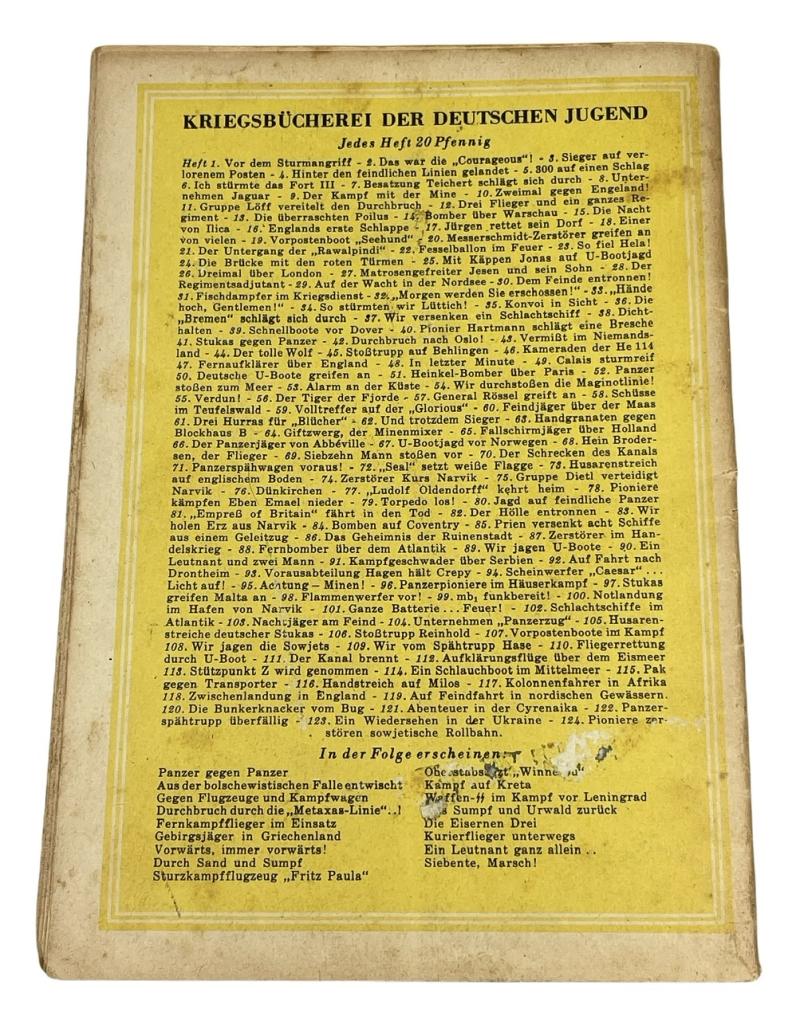 KRIEGSBÜCHEREI DER DEUTSCHEN JUGEND
Jedes Heft 20 Pfennig
Heft 1. Vor dem Sturmangriff - 2. Das war die „Courageous“! - 3. Sieger auf ver-
lorenem Posten - 4. Hinter den feindlichen Linien gelandet - 5. 300 auf einen Schlag
6. Ich stürmte das Fort III - 7. Besatzung Teichert schlägt sich durch - 8. Unter-
nehmen Jaguar - 9. Der Kampf mit der Mine - 10. Zweimal gegen Engeland!
11. Gruppe Löff vereitelt den Durchbruch - 12. Drei Flieger und ein ganzes Re-
giment - 13. Die überraschten Poilus - 14. Bomber über Warschau - 15. Die Nacht
von Ilica - 16. Englands erste Schlappe - 17. Jürgen rettet sein Dorf - 18. Einer
von vielen - 19. Vorpostenboot „Seehund“ - 20. Messerschmidt-Zerstörer greifen an
21. Der Untergang der „Rawalpindi“ - 22. Fesselballon im Feuer - 23. So fiel Hela!
24. Die Brücke mit den roten Türmen - 25. Mit Käppen Jonas auf U-Bootjagd
26. Dreimal über London - 27. Matrosengefreiter Jesen und sein Sohn - 28. Der
Regimentsadjutant - 29. Auf der Wacht in der Nordsee - 30. Dem Feinde entronnen!
31. Fischdampfer im Kriegsdienst - 32. „Morgen werden Sie erschossen!“ - 33. „Hände
hoch, Gentlemen!“ - 34. So stürmten wir Lüttich! - 35. Konvoi in Sicht - 36. Die
„Bremen“ schlägt sich durch - 37. Wir versenken ein Schlachtschiff - 38. Dicht-
halten - 39. Schnellboote vor Dover - 40. Pionier Hartmann schlägt eine Bresche
41. Stukas gegen Panzer - 42. Durchbruch nach Oslo! - 43. Vermißt im Niemands-
land - 44. Der tolle Wolf - 45. Stoßtrupp auf Behlingen - 46. Kameraden der He 114
47. Fernaufklärer über England - 48. In letzter Minute - 49. Calais sturmreif
50. Deutsche U-Boote greifen an - 51. Heinkel-Bomber über Paris - 52. Panzer
stoßen zum Meer - 53. Alarm an der Küste - 54. Wir durchstoßen die Maginotlinie!
55. Verdun! - 56. Der Tiger der Fjorde - 57. General Rössel greift an - 58. Schüsse
im Teufelswald - 59. Volltreffer auf der „Glorious“ - 60. Feindjäger über der Maas
61. Drei Hurras für „Blücher“ - 62. Und trotzdem Sieger - 63. Handgranaten gegen
Blockhaus B - 64. Giftzwerg, der Minenmixer - 65. Fallschirmjäger über Holland
66. Der Panzerjäger von Abbéville - 67. U-Bootjagd vor Norwegen - 68. Hein Broder-
sen, der Flieger - 69. Siebzehn Mann stoßen vor - 70. Der Schrecken des Kanals
71. Panzerspähwagen voraus! - 72. „Seal“ setzt weiße Flagge - 73. Husarenstreich
auf englischem Boden - 74. Zerstörer Kurs Narvik - 75. Gruppe Dietl verteidigt
Narvik - 76. Dünkirchen - 77. „Ludolf Oldendorff“ kehrt heim - 78. Pioniere
kämpfen Eben Emael nieder - 79. Torpedo los! - 80. Jagd auf feindliche Panzer
81. „Empreß of Britain“ fährt in den Tod - 82. Der Hölle entronnen - 83. Wir
holen Erz aus Narvik - 84. Bomben auf Coventry - 85. Prien versenkt acht Schiffe
aus einem Geleitzug - 86. Das Geheimnis der Ruinenstadt - 87. Zerstörer im Han-
delskrieg - 88. Fernbomber über dem Atlantik - 89. Wir jagen U-Boote - 90. Ein
Leutnant und zwei Mann - 91. Kampfgeschwader über Serbien - 92. Auf Fahrt nach
Drontheim - 93. Vorausabteilung Hagen hält Crepy - 94. Scheinwerfer „Caesar“ ...
Licht auf! - 95. Achtung — Minen! - 96. Panzerpioniere im Häuserkampf - 97. Stukas
greifen Malta an - 98. Flammenwerfer vor! - 99. mb, funkbereit! - 100. Notlandung
im Hafen von Narvik - 101. Ganze Batterie ... Feuer! - 102. Schlachtschiffe im
Atlantik - 103. Nachtjäger am Feind - 104. Unternehmen „Panzerzug“ - 105. Husaren-
streiche deutscher Stukas - 106. Stoßtrupp Reinhold - 107. Vorpostenboote im Kampf
108. Wir jagen die Sowjets - 109. Wir vom Spähtrupp Hase - 110. Fliegerrettung
durch U-Boot - 111. Der Kanal brennt - 112. Aufklärungsflüge über dem Eismeer
113. Stützpunkt Z wird genommen - 114. Ein Schlauchboot im Mittelmeer - 115. Pak
gegen Transporter - 116. Handstreich auf Milos - 117. Kolonnenfahrer in Afrika
118. Zwischenlandung in England - 119. Auf Feindfahrt in nordischen Gewässern.
120. Die Bunkerknacker vom Bug - 121. Abenteuer in der Cyrenaika - 122. Panzer-
spähtrupp überfällig - 123. Ein Wiedersehen in der Ukraine - 124. Pioniere zer-
stören sowjetische Rollbahn.
In der Folge erscheinen:
Panzer gegen Panzer
Aus der bolschewistischen Falle entwischt
Gegen Flugzeuge und Kampfwagen
Durchbruch durch die „Metaxas-Linie“ ..!
Fernkampfflieger im Einsatz
Gebirgsjäger in Griechenland
Vorwärts, immer vorwärts!
Durch Sand und Sumpf
Sturzkampfflugzeug „Fritz Paula“
Kampf auf Kreta
Waffen-ϟϟ im Kampf vor Leningrad
Sumpf und Urwald zurück
Die Eisernen Drei
Kurierflieger unterwegs
Ein Leutnant ganz allein ..
Siebente, Marsch!